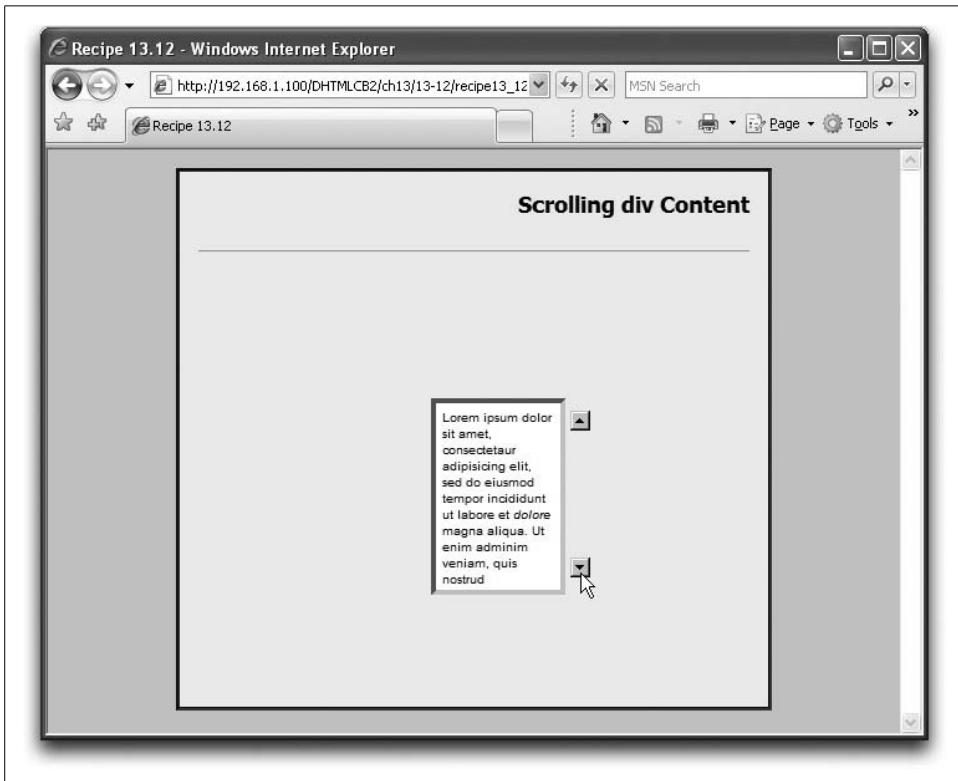 Recipe 13.12 - Windows Internet Explorer
http://192.168.1.100/DHTMLCB2/ch13/13-12/recipe13_12
MSN Search
Recipe 13.12
Page
Tools
»
Scrolling div Content
Lorem ipsum dolor
sit amet,
consectetaur
adipisicing elit,
sed do eiusmod
tempor incididunt
ut labore et dolore
magna aliqua. Ut
enim adminim
veniam, quis
nostrud